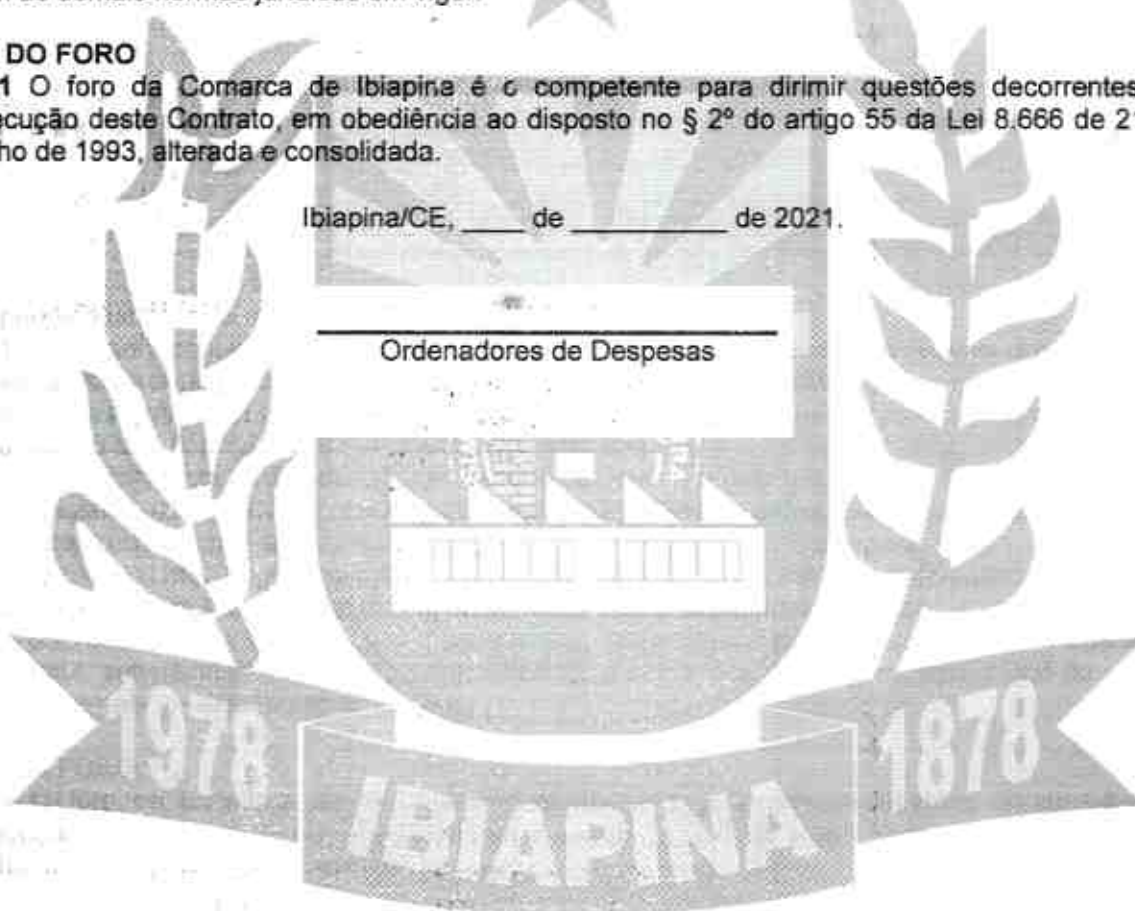 DO FORO
1 O foro da Comarca de Ibiapina é o competente para dirimir questões decorrentes
ecução deste Contrato, em obediência ao disposto no § 2º do artigo 55 da Lei 8.666 de 2
ho de 1993, alterada e consolidada.
Ibiapina/CE, ____ de __________ de 2021.
Ordenadores de Despesas
1978
1878
IBIAPINA